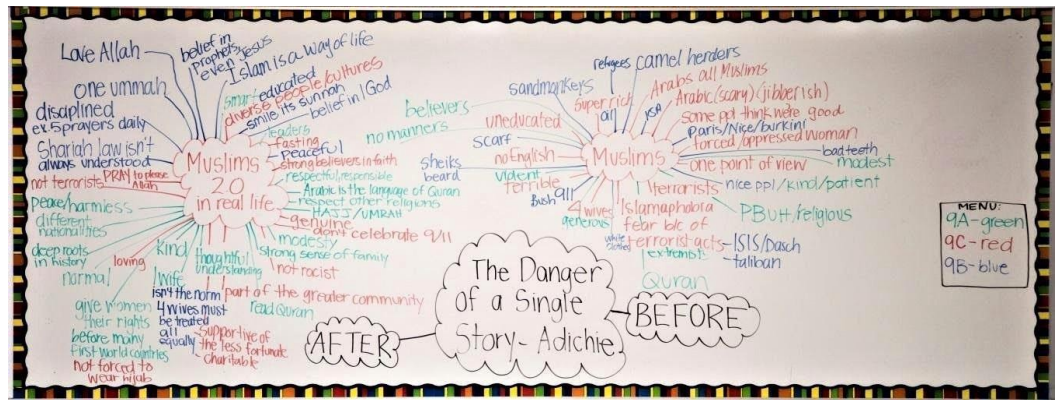 Love Allah
one ummah
disciplined
ex. 5 prayers daily
Shariah law isn't
always understood
not terrorists
PRAY to please
Allah
peace/harmless
different
nationalities
deep roots
in history
loving
normal
kind
give women
their rights
before many
first world countries
not forced to
wear hijab
wife
isn't the norm
4 wives must
be treated
all
equally
thoughtful
understanding
part of the greater community
supportive of
the less fortunate
charitable
read Quran
not racist
strong sense of family
modesty
don't celebrate 9/11
genuine
HAJJ/UMRAH
respect other religions
Arabic is the language of Quran
respectful, responsible
strong believers in faith
peaceful
fasting
leaders
belief in 1 God
smile its sunnah
diverse people/cultures
smart
educated
Islam is a way of life
belief in
prophets,
even Jesus
Muslims
2.0
in real life
believers
no manners
sandmonkeys
uneducated
scarf
no English
sheiks
beard
violent
terrible
Bush 911
generous
4 wives
white
clothes
super rich
oil
refugees
camel herders
Arabs all Muslims
Arabic (scary) (jibberish)
some ppl think we're good
paris/Nice/burkini
forced/oppressed woman
bad teeth
one point of view
modest
nice ppl/kind/patient
terrorists
PBUH/religious
Islamaphobia
fear b/c of
terrorist acts
ISIS/Dasch
taliban
Quran
Muslims
The Danger
of a Single
Story - Adichie
AFTER
BEFORE
MENU:
9A-green
9C-red
9B-blue